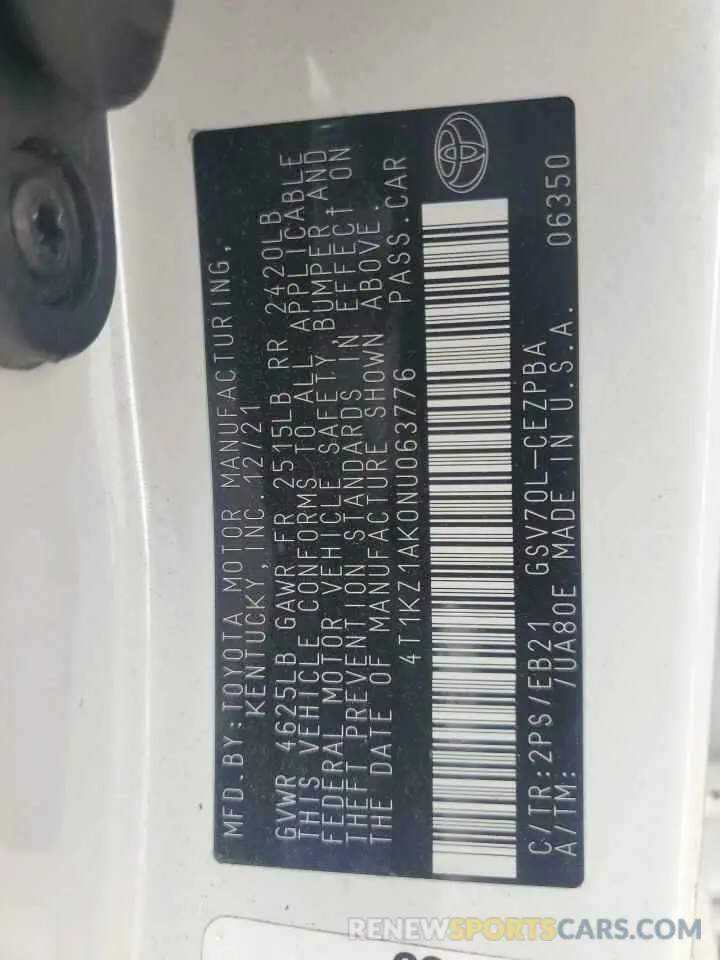 MFD.BY:TOYOTA MOTOR MANUFACTURING,
KENTUCKY,INC.12/21
GVWR 4625LB GAWR FR 2515LB RR 2420LB
THIS VEHICLE CONFORMS TO ALL APPLICABLE
FEDERAL MOTOR VEHICLE SAFETY, BUMPER, AND
THEFT PREVENTION STANDARDS IN EFFECT ON
THE DATE OF MANUFACTURE SHOWN ABOVE.
4T1KZ1AK0NU063776 PASS.CAR
C/TR:2PS/EB21 GSV70L-CEZPBA 06350
A/TM: 7UA80E MADE IN U.S.A.
RENEWSPORTSCARS.COM